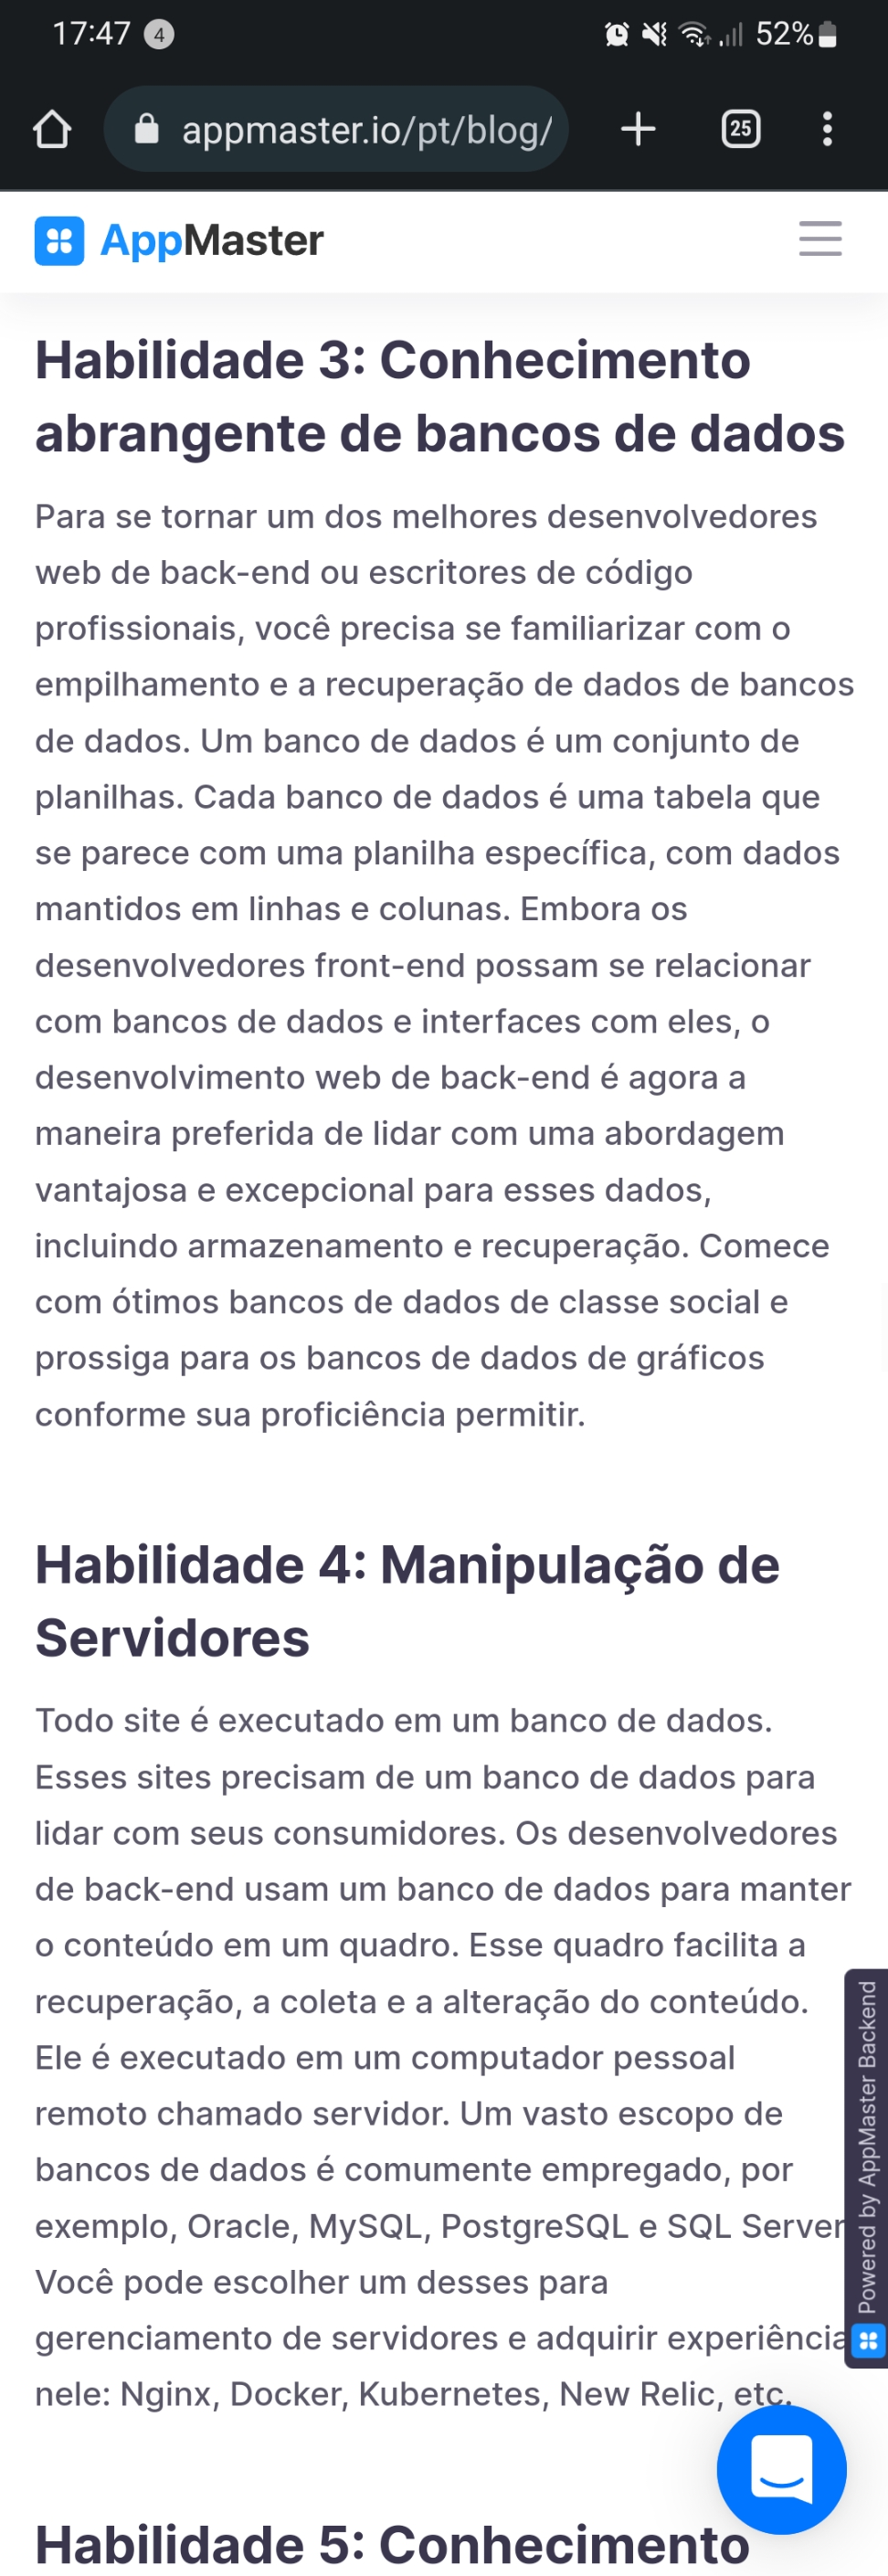 17:47 4 52%
appmaster.io/pt/blog/ 25
AppMaster
Habilidade 3: Conhecimento
abrangente de bancos de dados
Para se tornar um dos melhores desenvolvedores
web de back-end ou escritores de código
profissionais, você precisa se familiarizar com o
empilhamento e a recuperação de dados de bancos
de dados. Um banco de dados é um conjunto de
planilhas. Cada banco de dados é uma tabela que
se parece com uma planilha específica, com dados
mantidos em linhas e colunas. Embora os
desenvolvedores front-end possam se relacionar
com bancos de dados e interfaces com eles, o
desenvolvimento web de back-end é agora a
maneira preferida de lidar com uma abordagem
vantajosa e excepcional para esses dados,
incluindo armazenamento e recuperação. Comece
com ótimos bancos de dados de classe social e
prossiga para os bancos de dados de gráficos
conforme sua proficiência permitir.
Habilidade 4: Manipulação de
Servidores
Todo site é executado em um banco de dados.
Esses sites precisam de um banco de dados para
lidar com seus consumidores. Os desenvolvedores
de back-end usam um banco de dados para manter
o conteúdo em um quadro. Esse quadro facilita a
recuperação, a coleta e a alteração do conteúdo.
Ele é executado em um computador pessoal
remoto chamado servidor. Um vasto escopo de
bancos de dados é comumente empregado, por
exemplo, Oracle, MySQL, PostgreSQL e SQL Server
Você pode escolher um desses para
gerenciamento de servidores e adquirir experiência
nele: Nginx, Docker, Kubernetes, New Relic, etc.
Powered by AppMaster Backend
Habilidade 5: Conhecimento